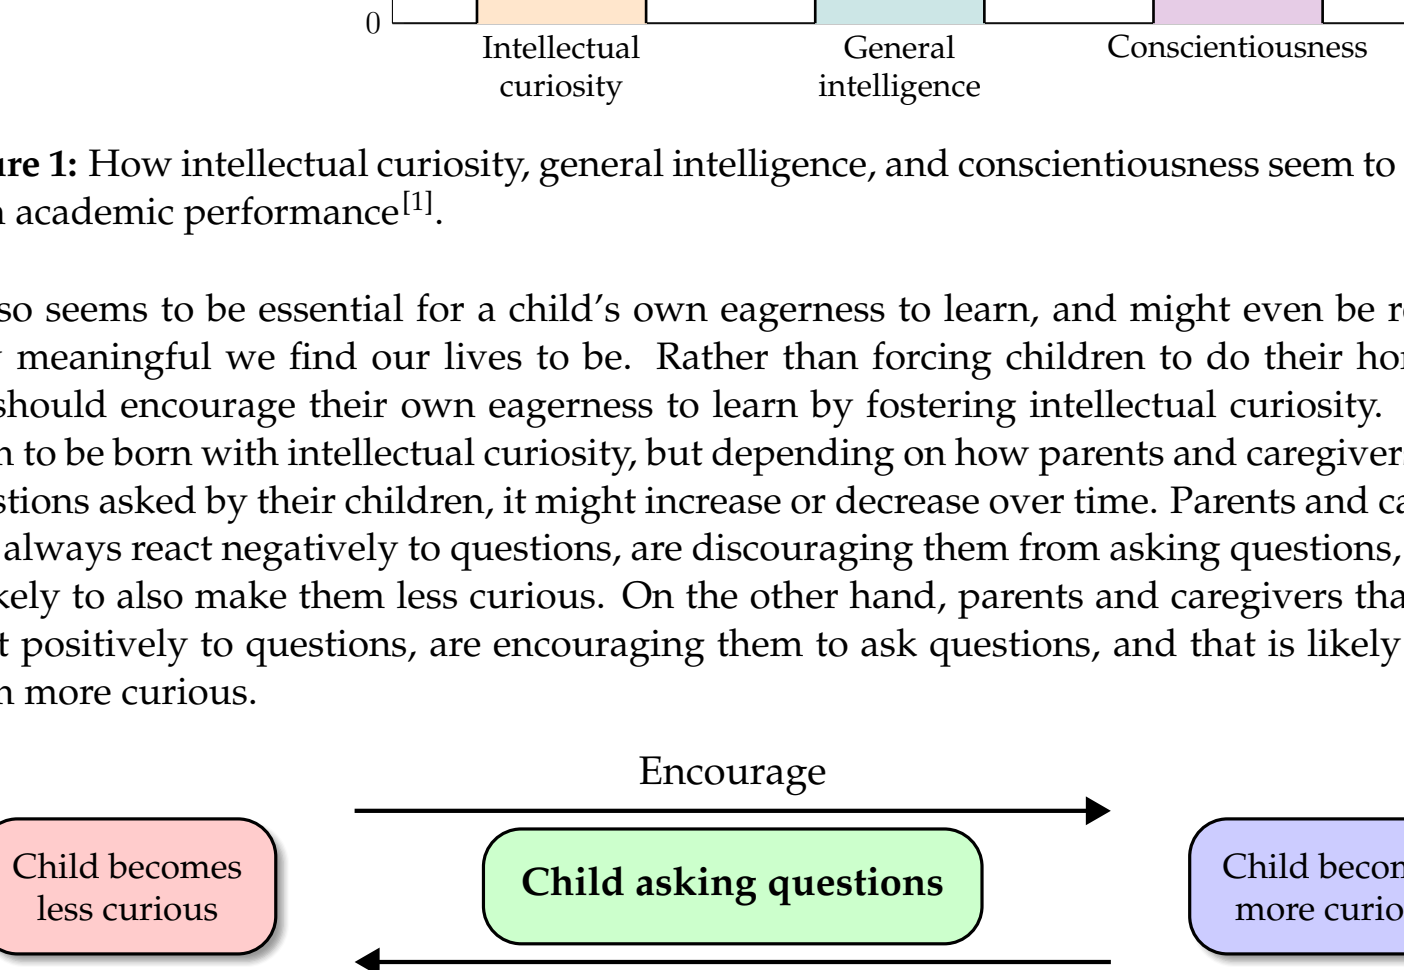 0
Intellectual
curiosity
General
intelligence
Conscientiousness
ure 1: How intellectual curiosity, general intelligence, and conscientiousness seem to
academic performance[1].
so seems to be essential for a child's own eagerness to learn, and might even be
meaningful we find our lives to be. Rather than forcing children to do their
should encourage their own eagerness to learn by fostering intellectual curiosity.
to be born with intellectual curiosity, but depending on how parents and caregivers
stions asked by their children, it might increase or decrease over time. Parents and
always react negatively to questions, are discouraging them from asking questions,
kely to also make them less curious. On the other hand, parents and caregivers
positively to questions, are encouraging them to ask questions, and that is likely
more curious.
Encourage
Child becomes
less curious
Child asking questions
Child
more